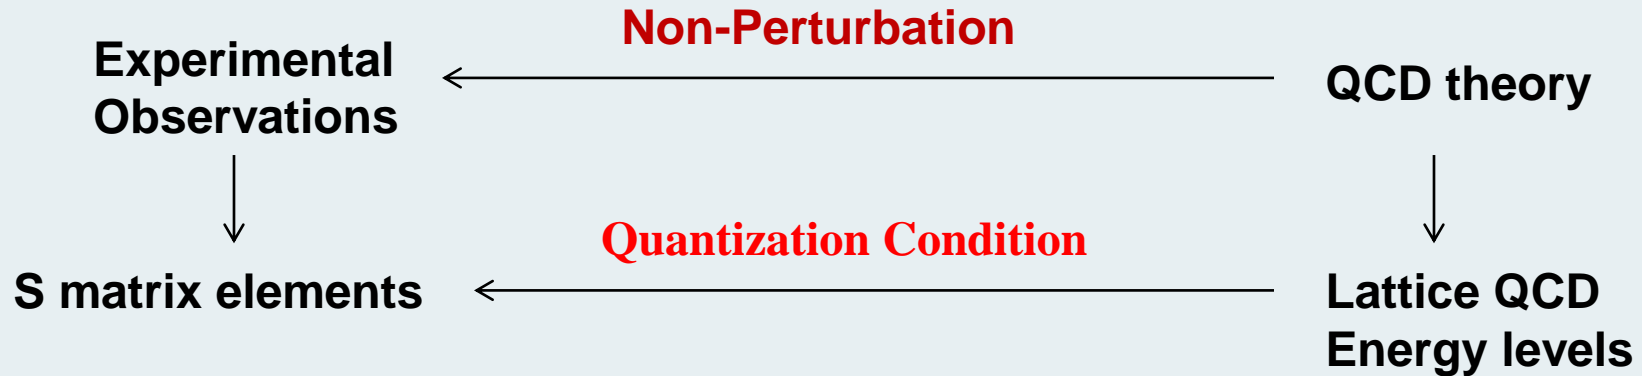 Non-Perturbation
Experimental
Observations
QCD theory
Quantization Condition
S matrix elements
Lattice QCD
Energy levels